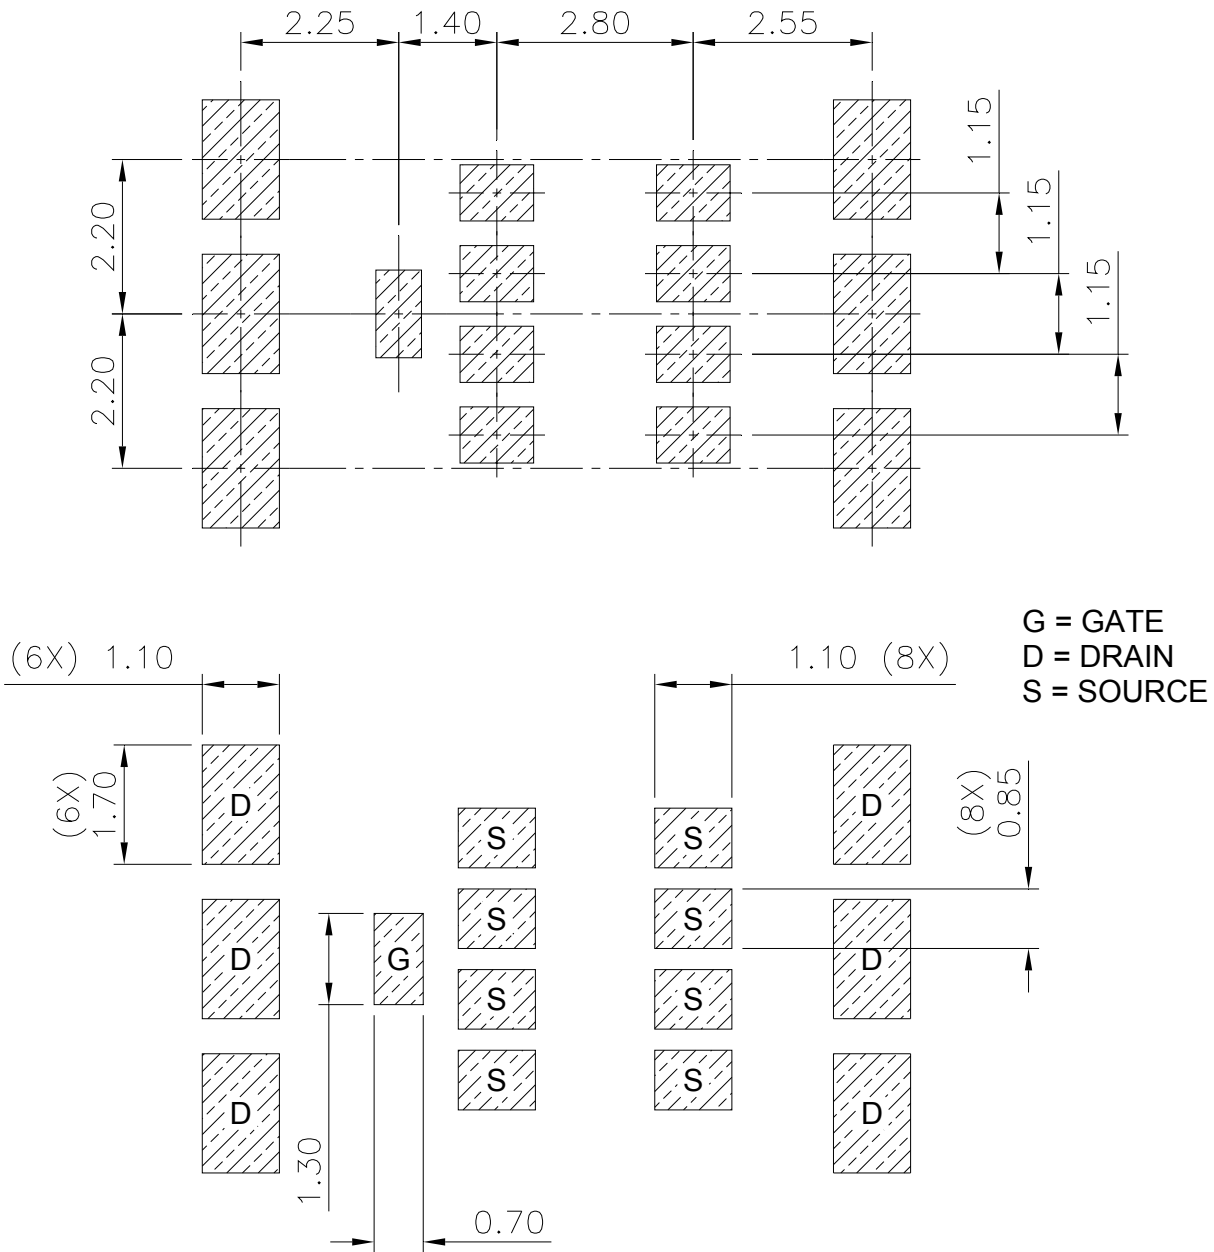 2.25 1.40 2.80 2.55
1.15
1.15
1.15
2.20
2.20
G = GATE
D = DRAIN
S = SOURCE
(6X) 1.10
1.10 (8X)
(6X)
1.70
(8X)
0.85
D
D
S
S
S
S
D
G
D
S
S
S
S
D
D
1.30
0.70